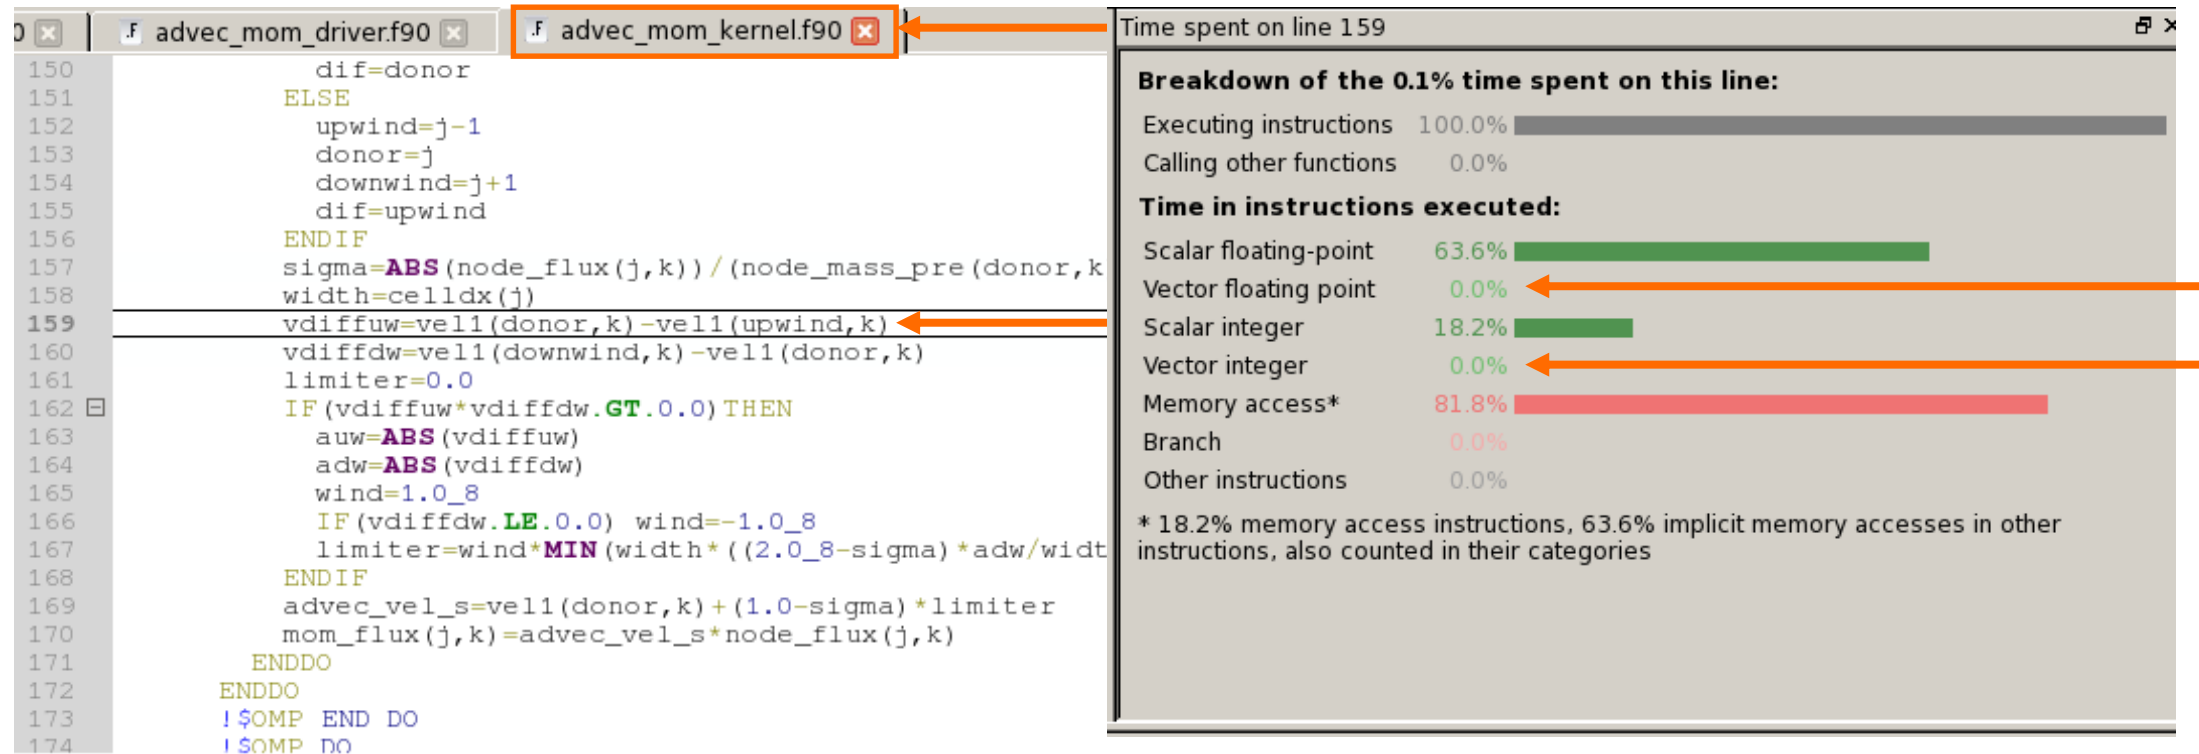 0
advec_mom_driver.f90
advec_mom_kernel.f90
150 dif=donor
151 ELSE
152 upwind=j-1
153 donor=j
154 downwind=j+1
155 dif=upwind
156 ENDIF
157 sigma=ABS(node_flux(j,k))/(node_mass_pre(donor,k
158 width=celldx(j)
159 vdiffuw=vel1(donor,k)-vel1(upwind,k)
160 vdiffdw=vel1(downwind,k)-vel1(donor,k)
161 limiter=0.0
162 IF(vdiffuw*vdiffdw.GT.0.0)THEN
163 auw=ABS(vdiffuw)
164 adw=ABS(vdiffdw)
165 wind=1.0_8
166 IF(vdiffdw.LE.0.0) wind=-1.0_8
167 limiter=wind*MIN(width*((2.0_8-sigma)*adw/widt
168 ENDIF
169 advec_vel_s=vel1(donor,k)+(1.0-sigma)*limiter
170 mom_flux(j,k)=advec_vel_s*node_flux(j,k)
171 ENDDO
172 ENDDO
173 !$OMP END DO
174 !$OMP DO
Time spent on line 159
Breakdown of the 0.1% time spent on this line:
Executing instructions 100.0%
Calling other functions 0.0%
Time in instructions executed:
Scalar floating-point 63.6%
Vector floating point 0.0%
Scalar integer 18.2%
Vector integer 0.0%
Memory access* 81.8%
Branch 0.0%
Other instructions 0.0%
* 18.2% memory access instructions, 63.6% implicit memory accesses in other
instructions, also counted in their categories